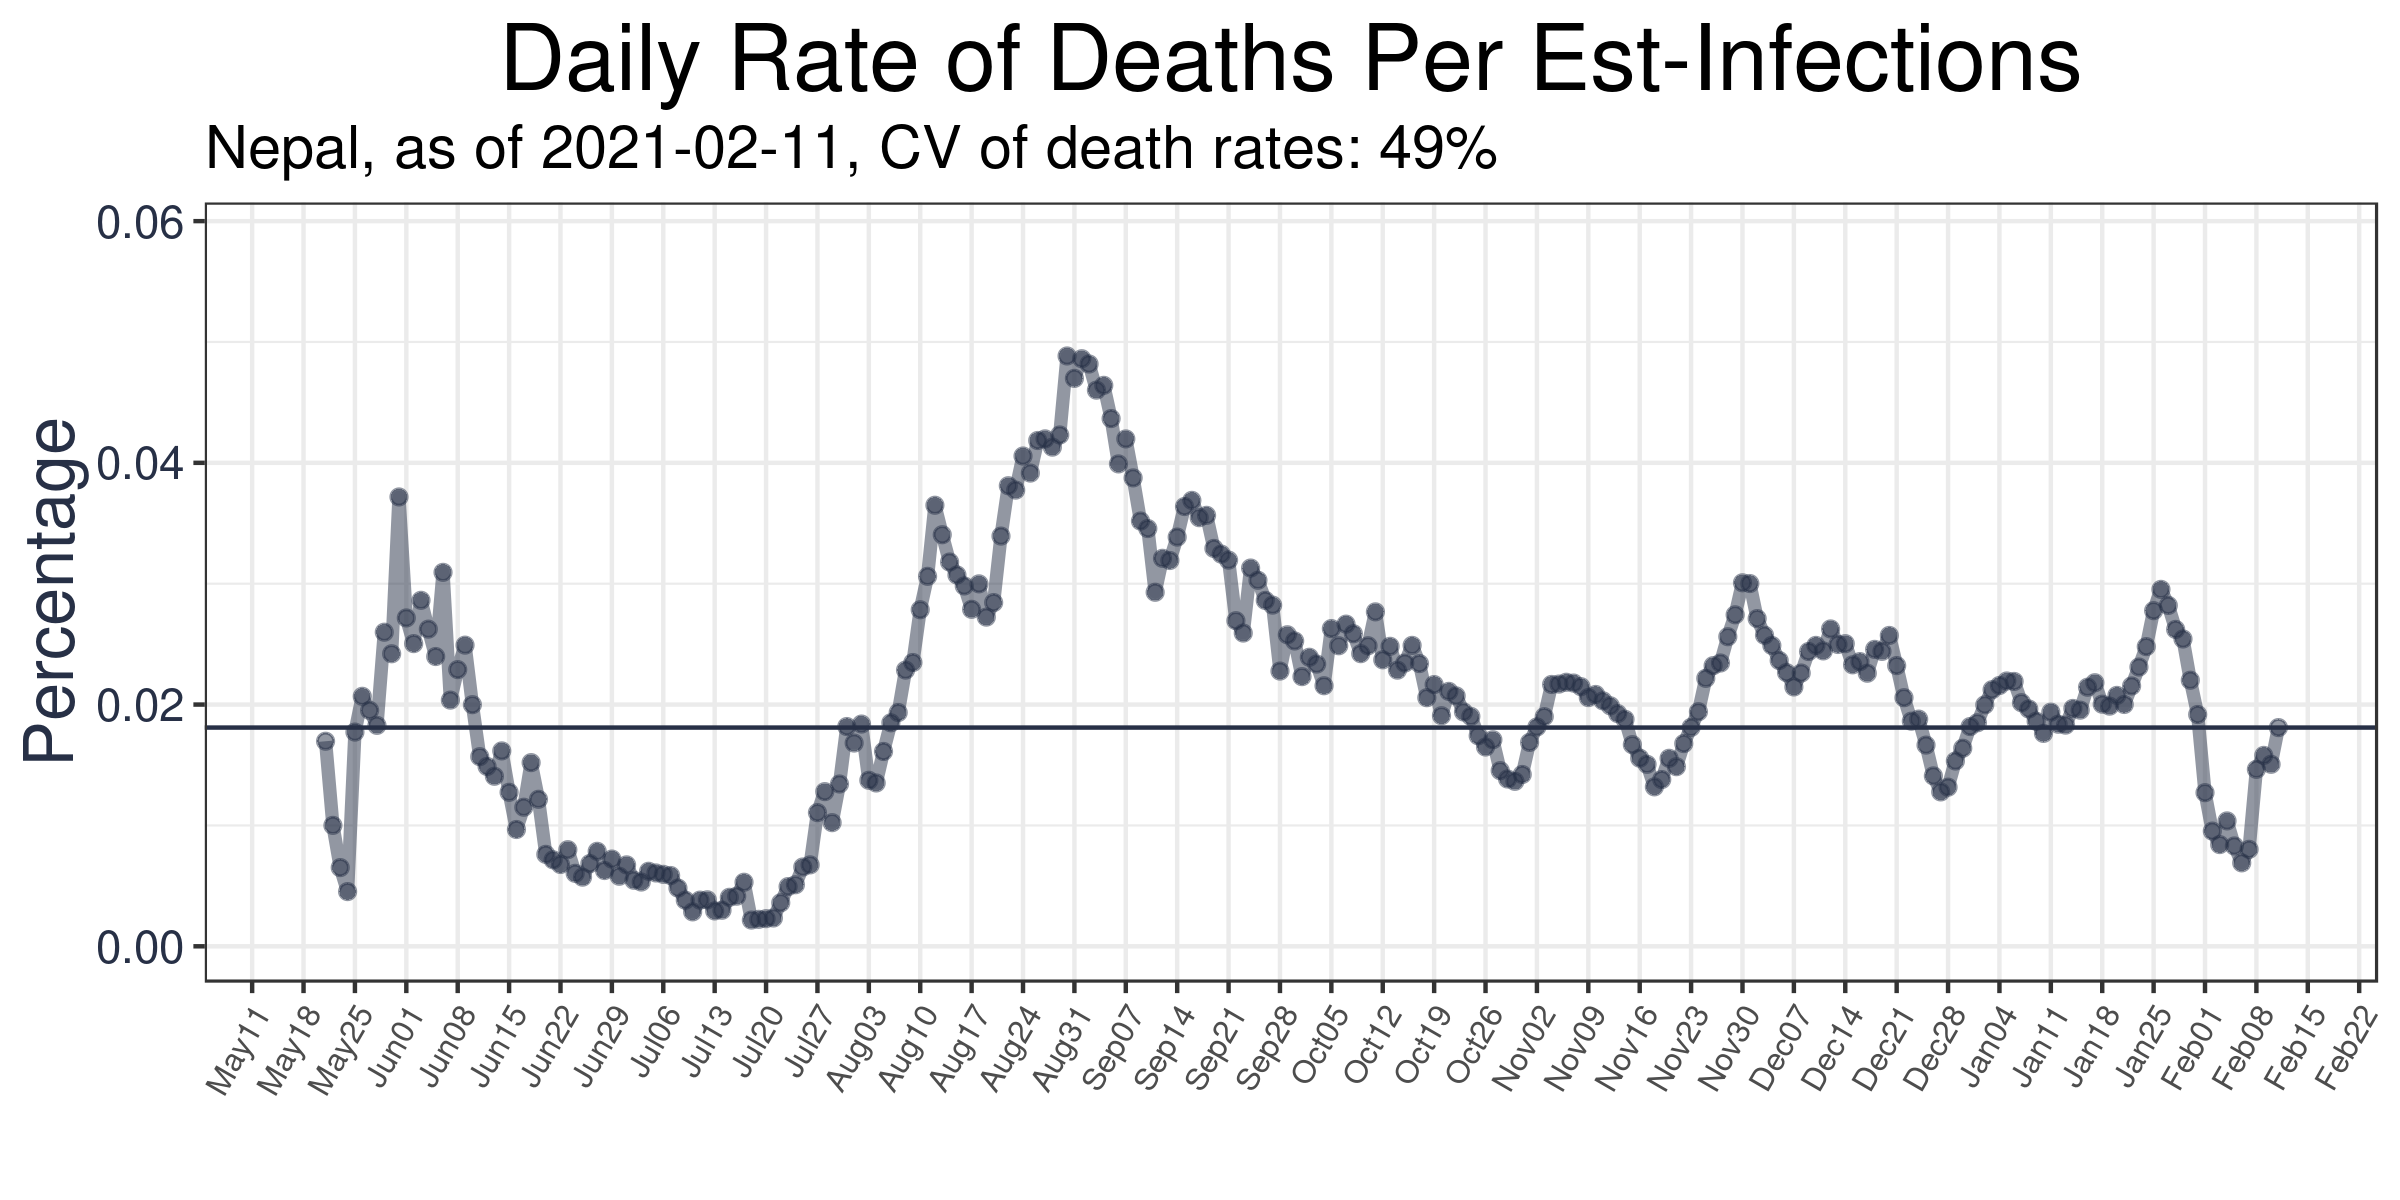 Daily Rate of Deaths Per Est-Infections
Nepal, as of 2021-02-11, CV of death rates: 49%
Percentage
0.06
0.04
0.02
0.00
May11 May18 May25 Jun01 Jun08 Jun15 Jun22 Jun29 Jul06 Jul13 Jul20 Jul27 Aug03 Aug10 Aug17 Aug24 Aug31 Sep07 Sep14 Sep21 Sep28 Oct05 Oct12 Oct19 Oct26 Nov02 Nov09 Nov16 Nov23 Nov30 Dec07 Dec14 Dec21 Dec28 Jan04 Jan11 Jan18 Jan25 Feb01 Feb08 Feb15 Feb22